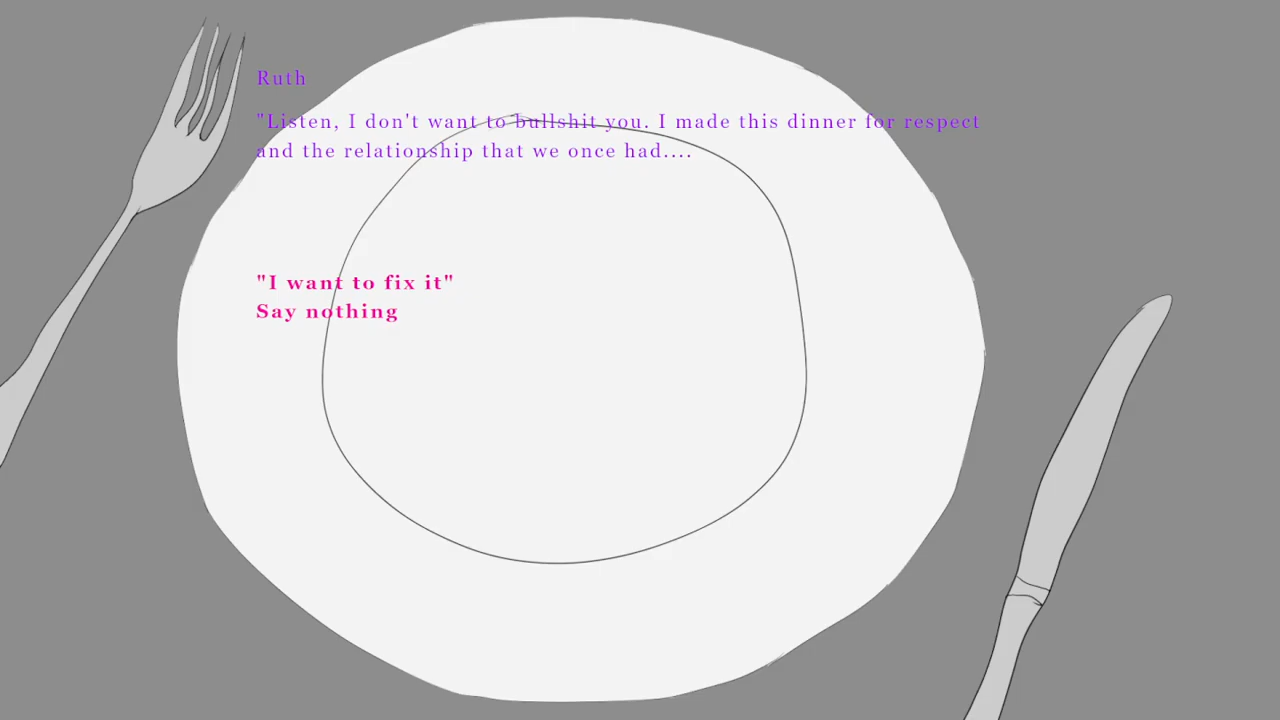 Ruth
"Listen, I don't want to bullshit you. I made this dinner for respect
and the relationship that we once had....
"I want to fix it"
Say nothing